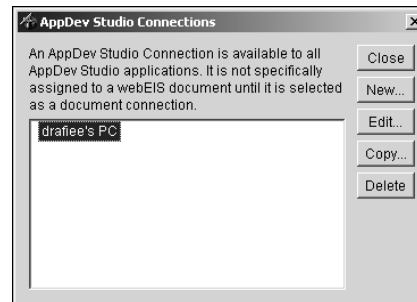 AppDev Studio Connections
An AppDev Studio Connection is available to all
AppDev Studio applications. It is not specifically
assigned to a webEIS document until it is selected
as a document connection.
drafiee's PC
Close
New...
Edit...
Copy...
Delete